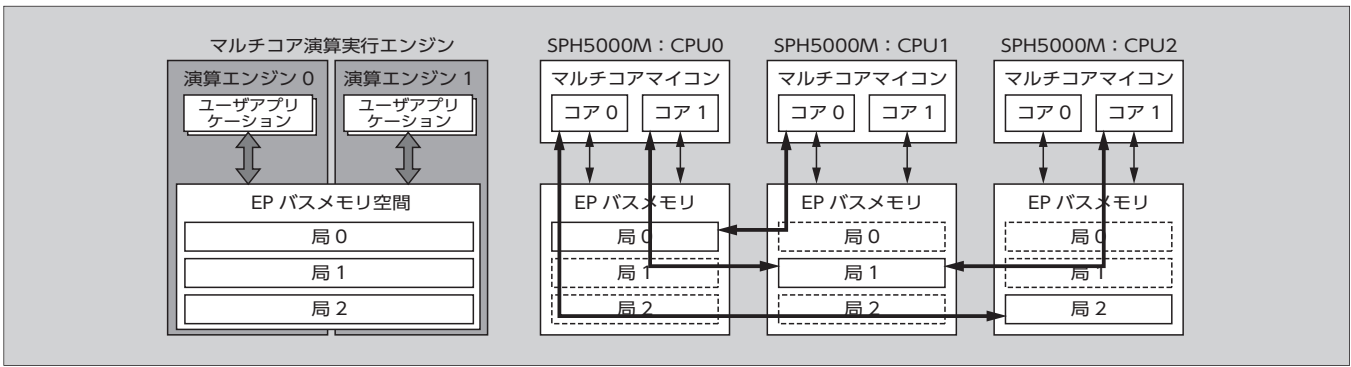 マルチコア演算実行エンジン
演算エンジン 0
演算エンジン 1
ユーザアプリ
ケーション
ユーザアプリ
ケーション
EP バスメモリ空間
局 0
局 1
局 2
SPH5000M：CPU0
マルチコアマイコン
コア 0
コア 1
EP バスメモリ
局 0
局 1
局 2
SPH5000M：CPU1
マルチコアマイコン
コア 0
コア 1
EP バスメモリ
局 0
局 1
局 2
SPH5000M：CPU2
マルチコアマイコン
コア 0
コア 1
EP バスメモリ
局 0
局 1
局 2